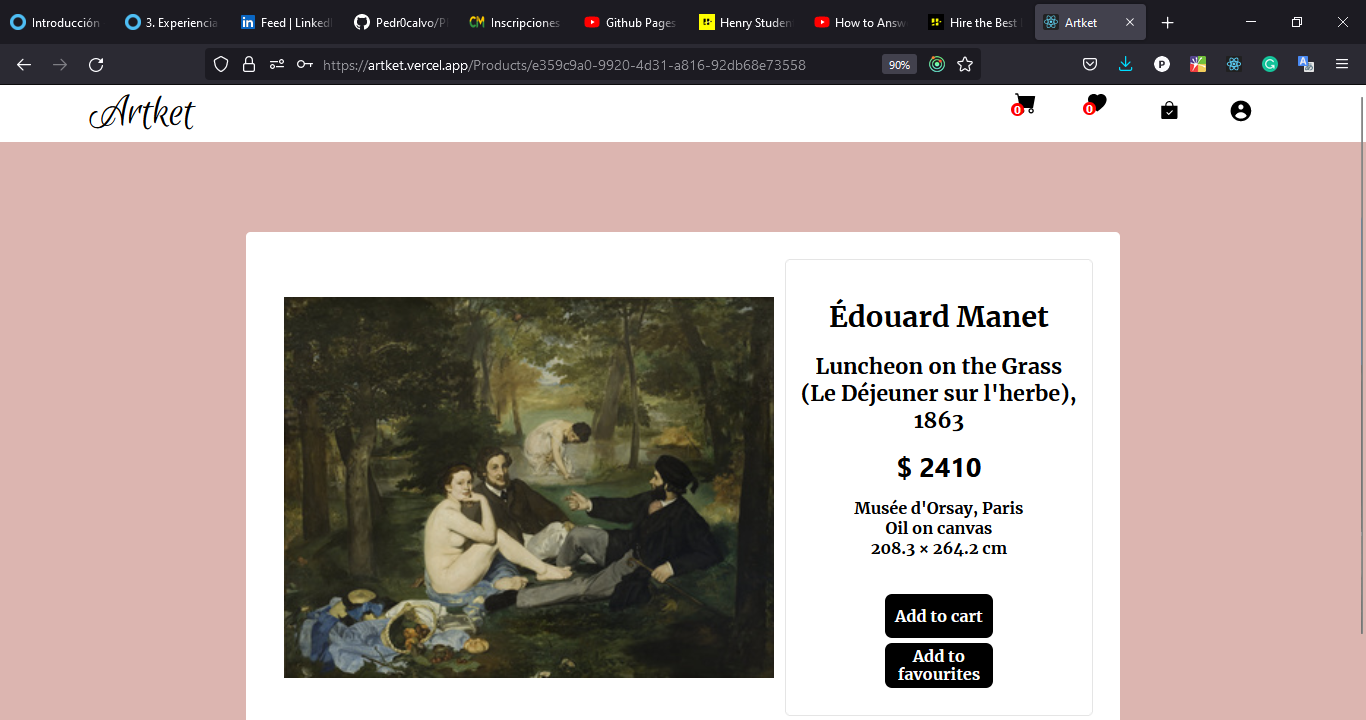 Introducción
3. Experiencia
Feed | LinkedI
Pedr0calvo/PI
Inscripciones
Github Pages
Henry Student
How to Answ
Hire the Best
Artket
https://artket.vercel.app/Products/e359c9a0-9920-4d31-a816-92db68e73558
90%
Artket
0
0
Édouard Manet
Luncheon on the Grass
(Le Déjeuner sur l'herbe),
1863
$ 2410
Musée d'Orsay, Paris
Oil on canvas
208.3 × 264.2 cm
Add to cart
Add to
favourites